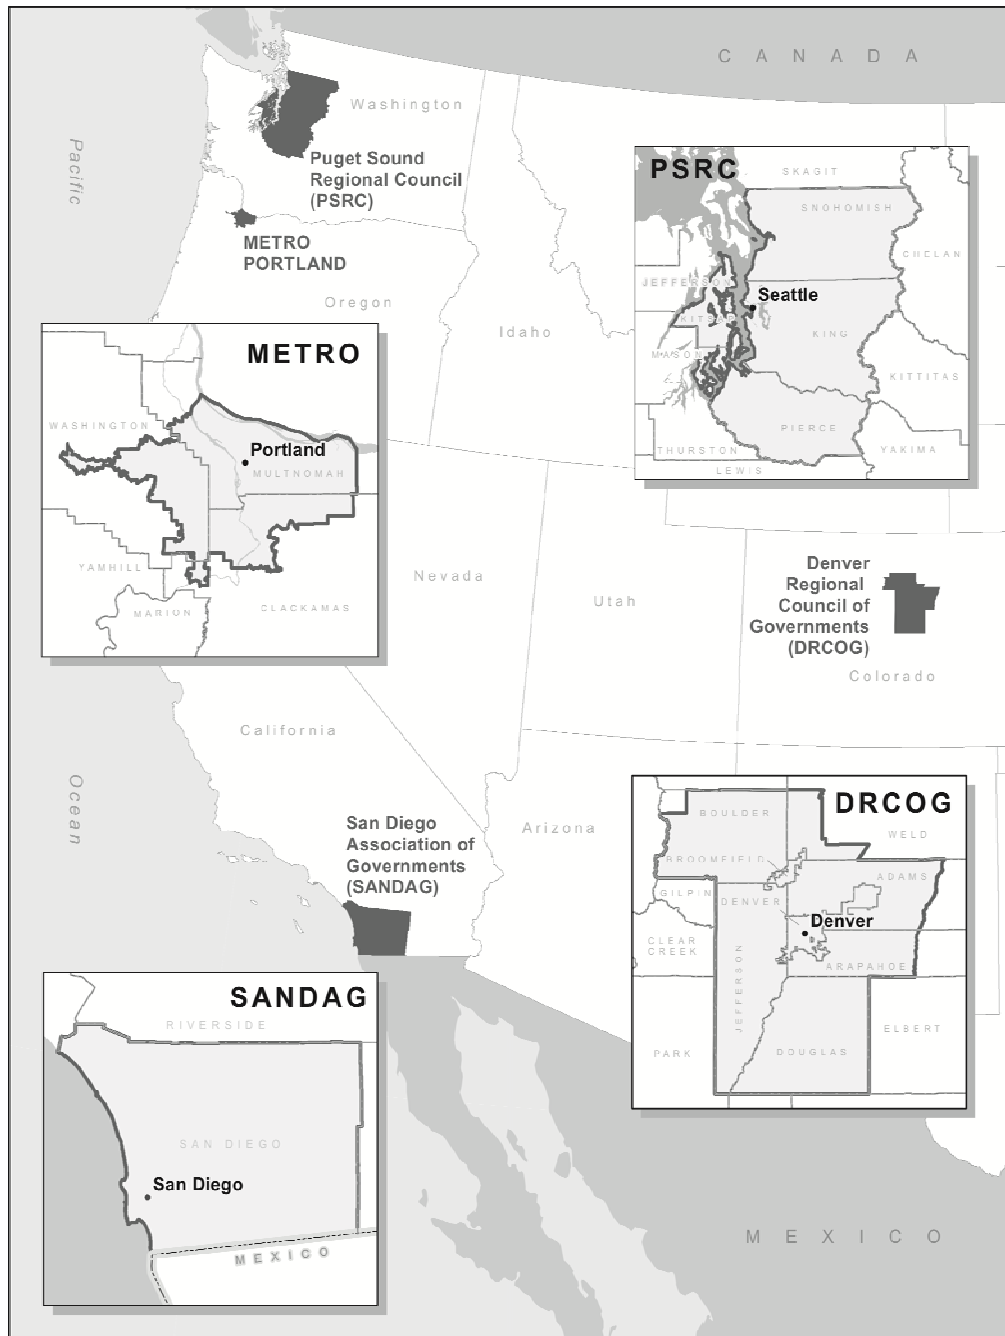 CANADA
Pacific
Washington
Puget Sound
Regional Council
(PSRC)
METRO
PORTLAND
Oregon
Idaho
PSRC
SKAGIT
SNOHOMISH
CHELAN
JEFFERSON
Seattle
KITSAP
KING
MASON
KITTITAS
PIERCE
THURSTON
YAKIMA
LEWIS
METRO
WASHINGTON
Portland
MULTNOMAH
YAMHILL
MARION
CLACKAMAS
Nevada
Utah
Denver
Regional
Council of
Governments
(DRCOG)
Colorado
California
Ocean
San Diego
Association of
Governments
(SANDAG)
Arizona
DRCOG
BOULDER
WELD
BROOMFIELD
ADAMS
GILPIN
DENVER
Denver
CLEAR
CREEK
ARAPAHOE
JEFFERSON
ELBERT
PARK
DOUGLAS
SANDAG
RIVERSIDE
SAN DIEGO
San Diego
MEXICO
MEXICO